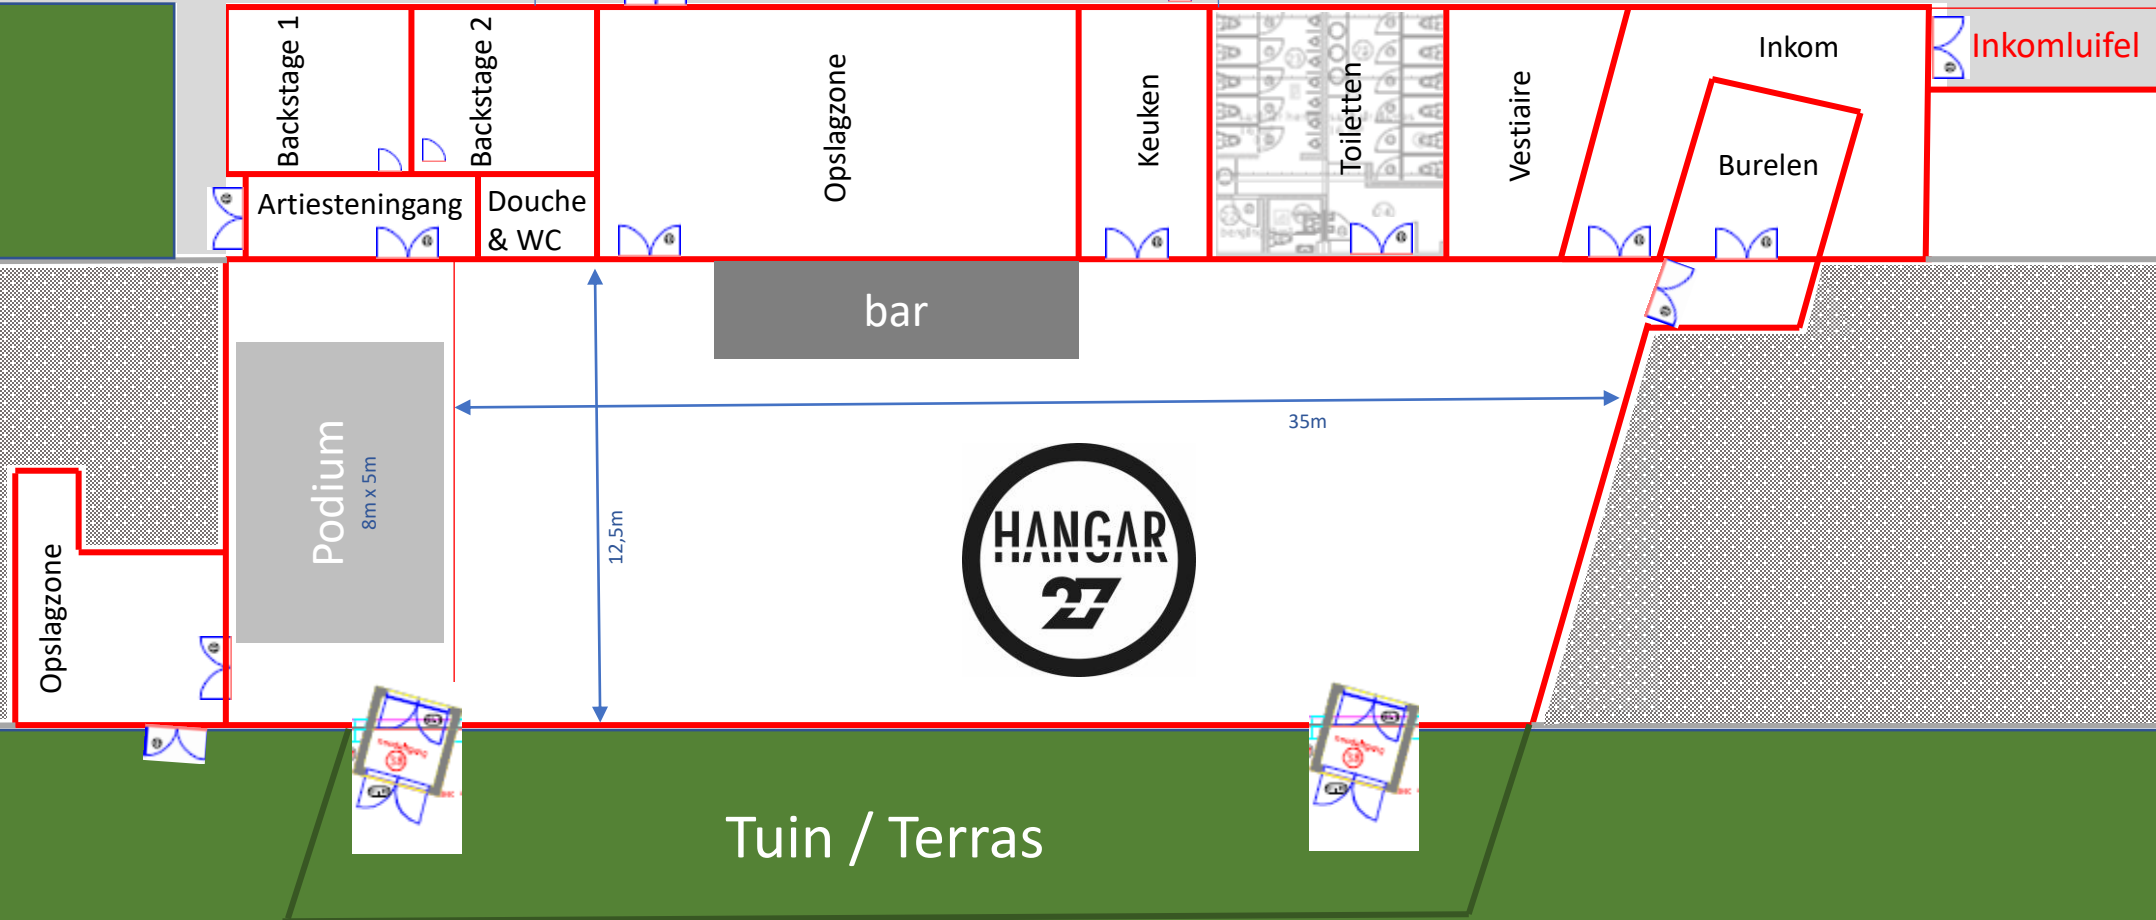 Backstage 1
Backstage 2
Opslagzone
Keuken
Toiletten
Vestiaire
Inkom
Inkomluifel
Burelen
Artiesteningang
Douche
& WC
bar
35m
Podium
8m x 5m
12,5m
HANGAR
27
Opslagzone
Tuin / Terras